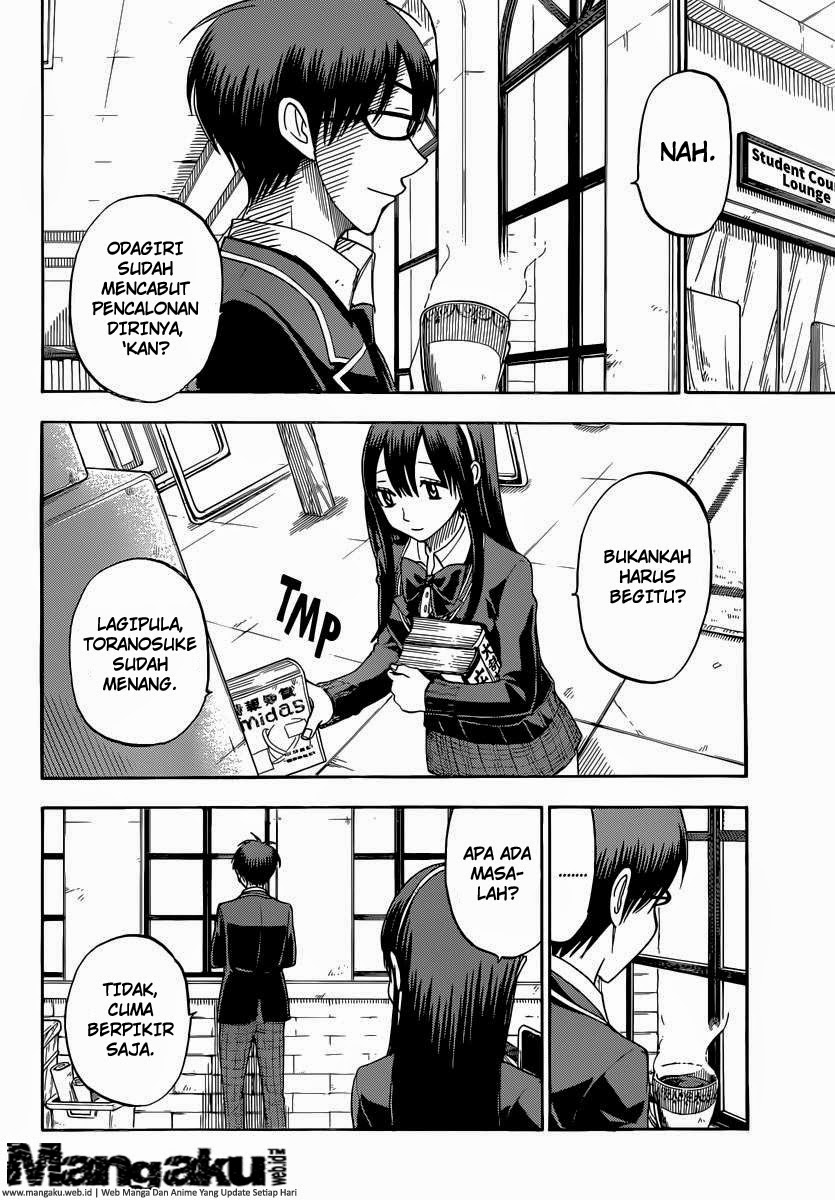 NAH.
Student Cou
Lounge
ODAGIRI
SUDAH
MENCABUT
PENCALONAN
DIRINYA,
'KAN?
BUKANKAH
HARUS
BEGITU?
TMP
LAGIPULA,
TORANOSUKE
SUDAH
MENANG.
midas
........
APA ADA
MASA-
LAH?
TIDAK,
CUMA
BERPIKIR
SAJA.
Mangaku
web.id
www.mangaku.web.id | Web Manga Dan Anime Yang Update Setiap Hari